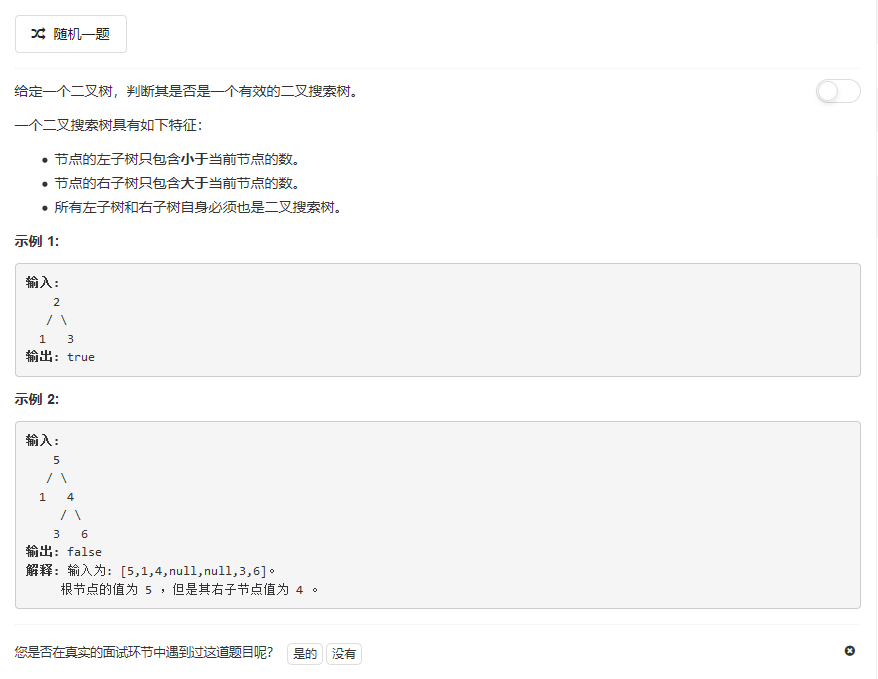 随机一题
给定一个二叉树，判断其是否是一个有效的二叉搜索树。
一个二叉搜索树具有如下特征：
• 节点的左子树只包含小于当前节点的数。
• 节点的右子树只包含大于当前节点的数。
• 所有左子树和右子树自身必须也是二叉搜索树。
示例 1:
输入:
    2
   / \
  1   3
输出: true
示例 2:
输入:
    5
   / \
  1   4
     / \
    3   6
输出: false
解释: 输入为: [5,1,4,null,null,3,6]。
     根节点的值为 5 ，但是其右子节点值为 4 。
您是否在真实的面试环节中遇到过这道题目呢? 是的 没有